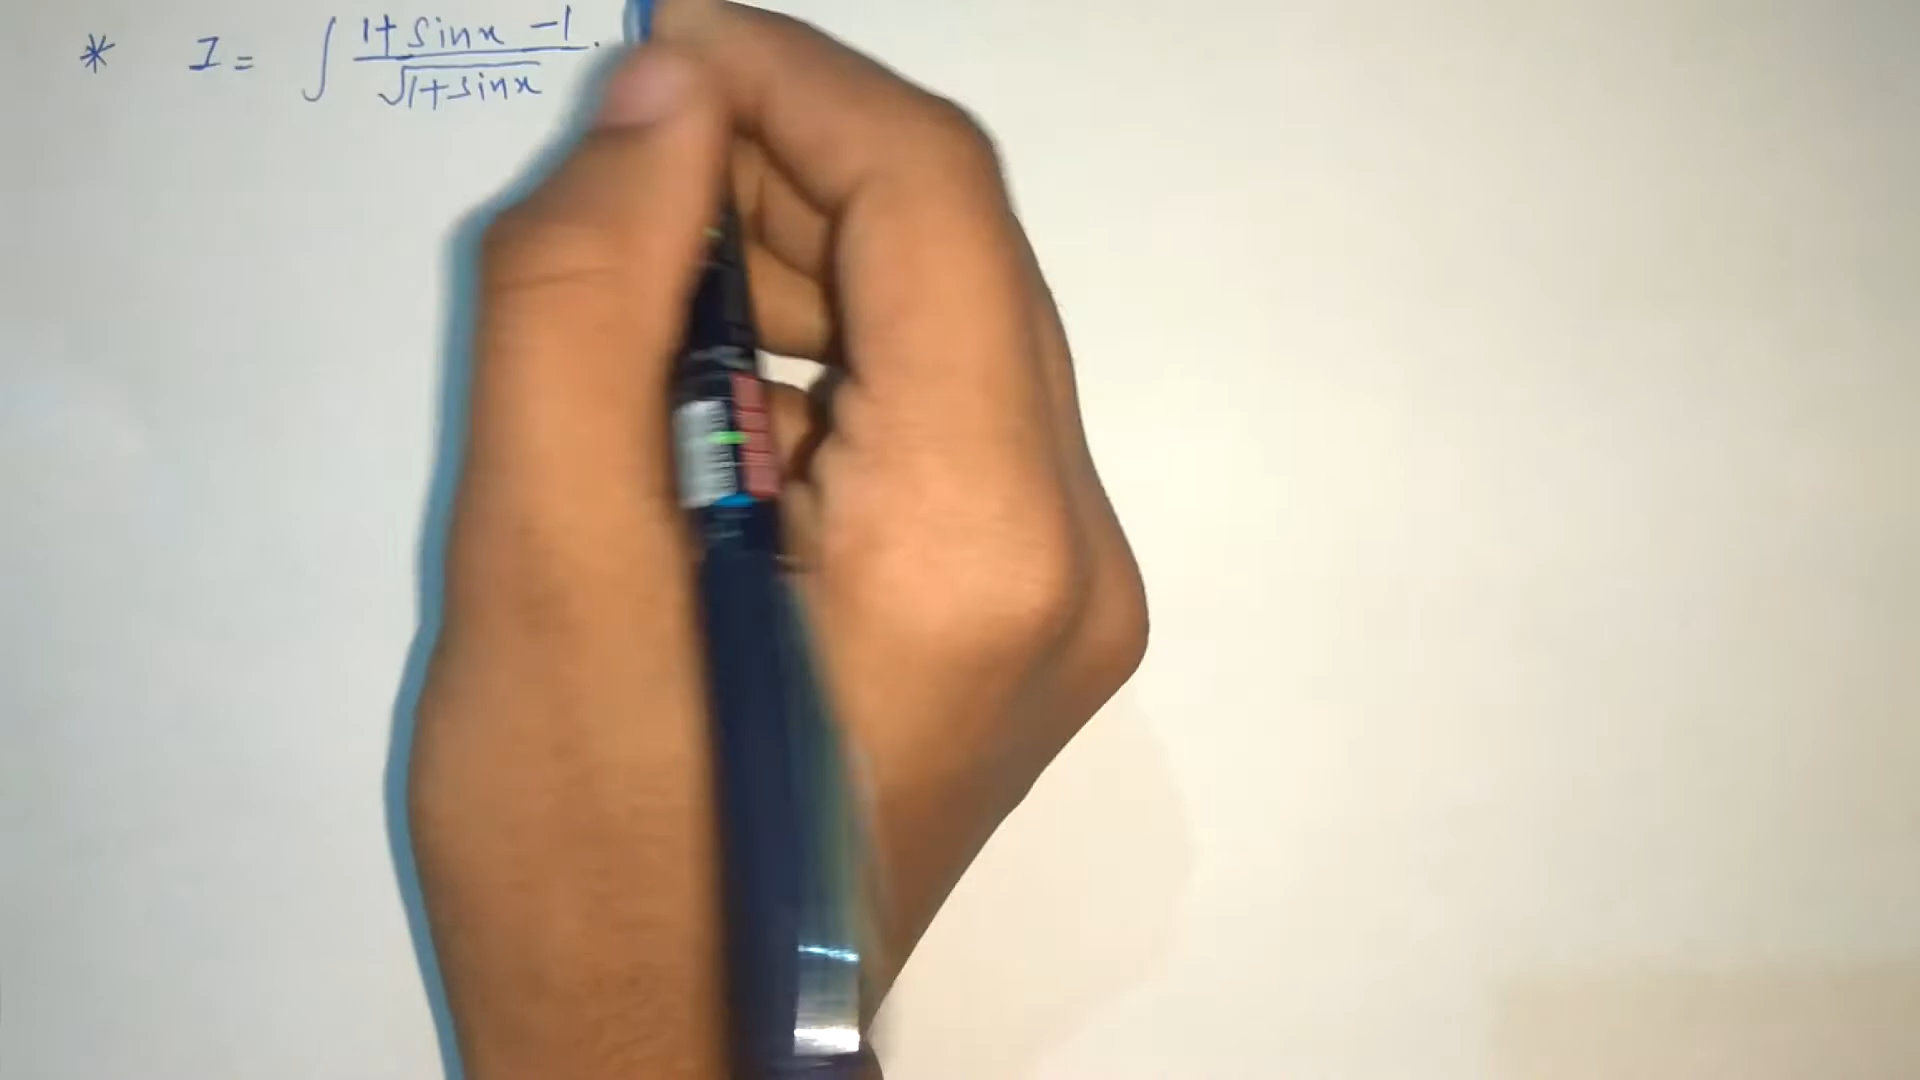 * I = ∫ (1+sinx -1)/(√(1+sinx)) .